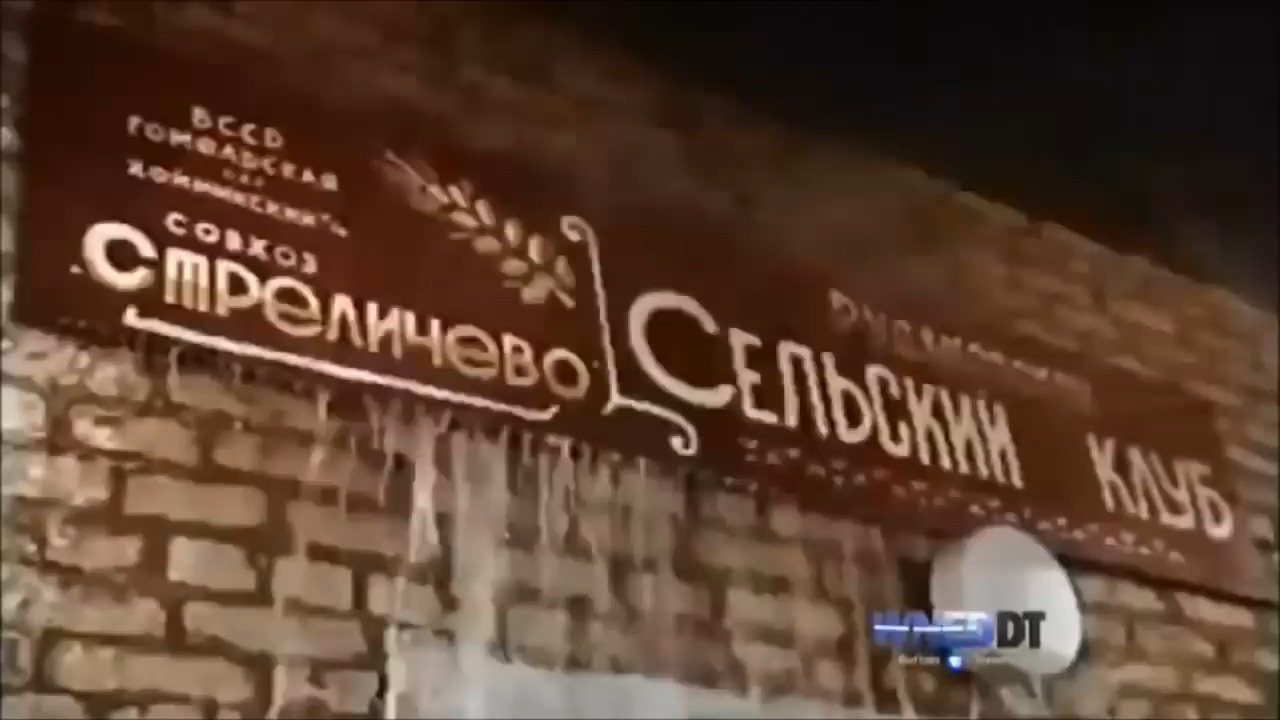 БССР
ГОМЕЛЬСКАЯ
ХОЙНИКСКИЙ
СОВХОЗ
СТРЕЛИЧЕВО
СЕЛЬСКИЙ КЛУБ
DT